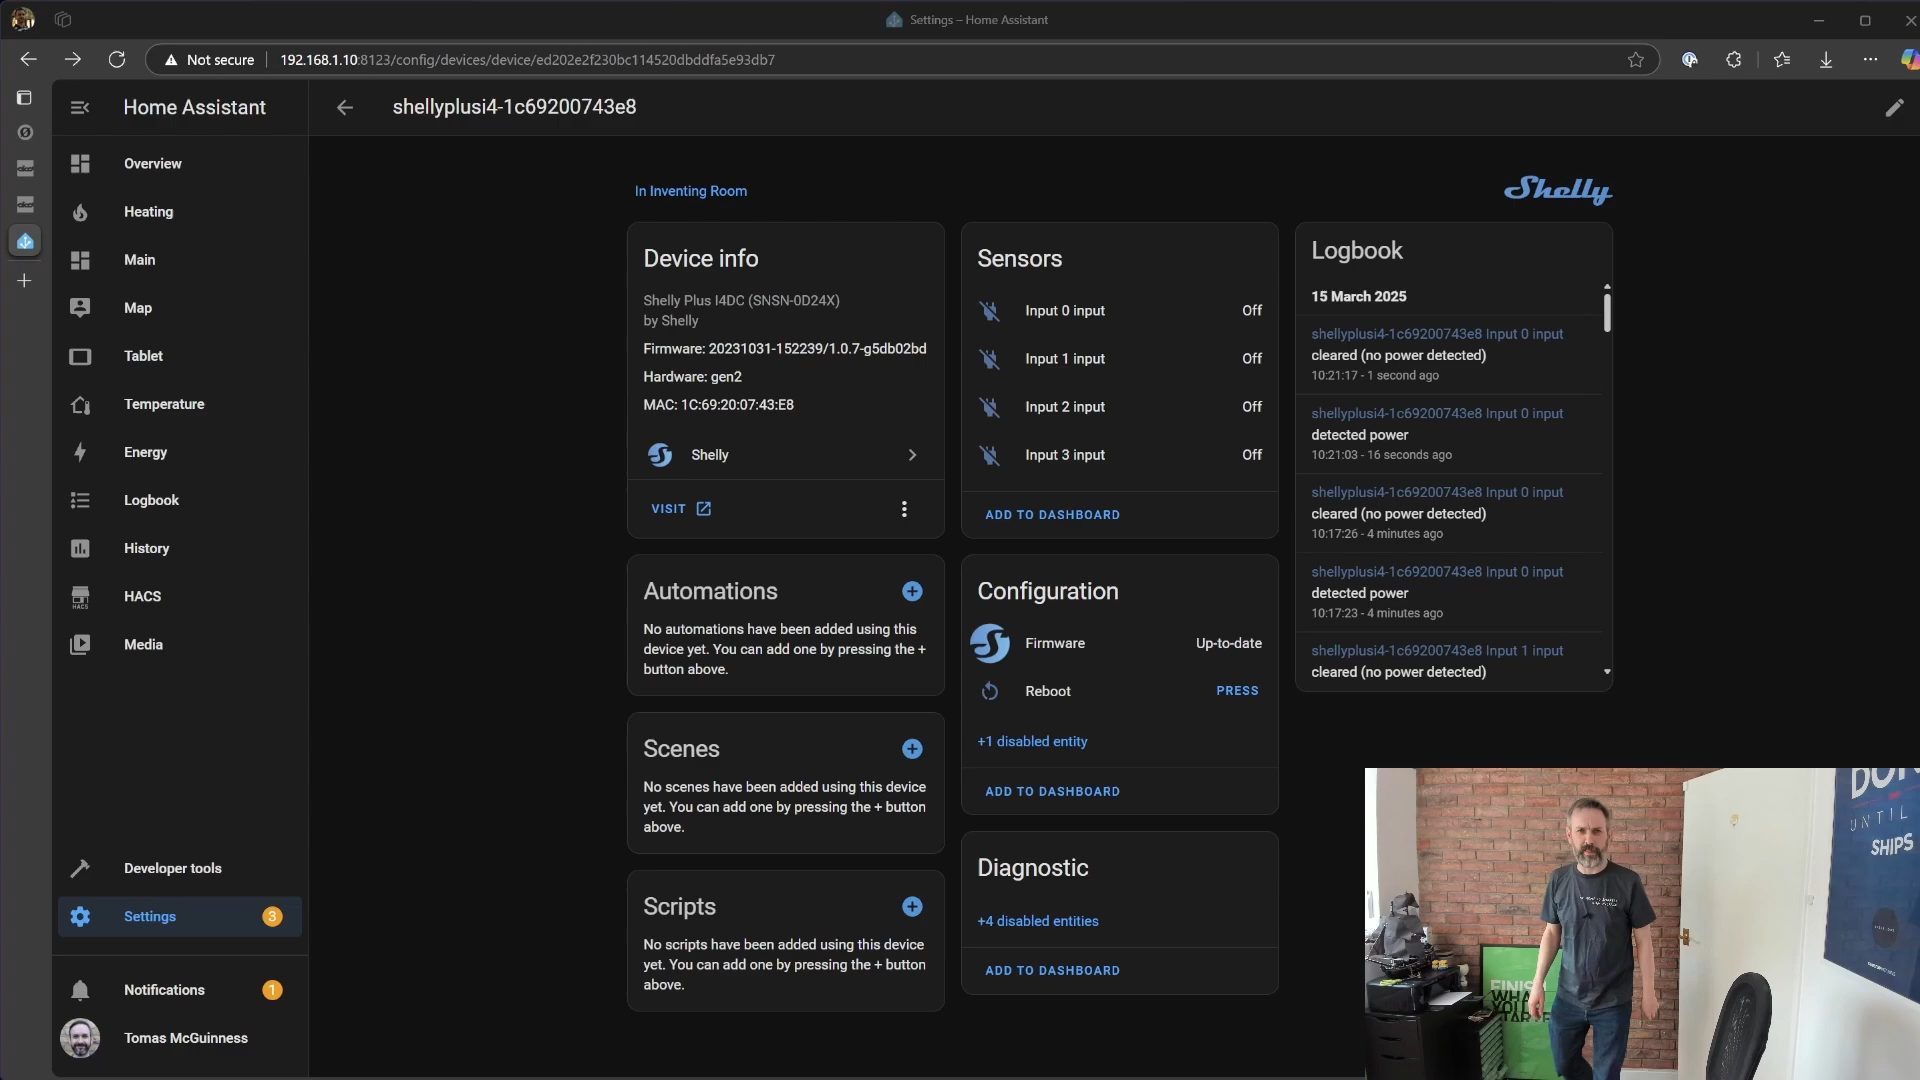 Settings – Home Assistant
Not secure
192.168.1.10:8123/config/devices/device/ed202e2f230bc114520dbddfa5e93db7
Home Assistant
shellyplusi4-1c69200743e8
Overview
Heating
Main
Map
Tablet
Temperature
Energy
Logbook
History
HACS
HACS
Media
Developer tools
Settings
3
Notifications
1
Tomas McGuinness
In Inventing Room
Shelly
Device info
Shelly Plus I4DC (SNSN-0D24X)
by Shelly
Firmware: 20231031-152239/1.0.7-g5db02bd
Hardware: gen2
MAC: 1C:69:20:07:43:E8
Shelly
VISIT
Automations
No automations have been added using this
device yet. You can add one by pressing the +
button above.
Scenes
No scenes have been added using this device
yet. You can add one by pressing the + button
above.
Scripts
No scripts have been added using this device
yet. You can add one by pressing the + button
above.
Sensors
Input 0 input Off
Input 1 input Off
Input 2 input Off
Input 3 input Off
ADD TO DASHBOARD
Configuration
Firmware Up-to-date
Reboot PRESS
+1 disabled entity
ADD TO DASHBOARD
Diagnostic
+4 disabled entities
ADD TO DASHBOARD
Logbook
15 March 2025
shellyplusi4-1c69200743e8 Input 0 input
cleared (no power detected)
10:21:17 - 1 second ago
shellyplusi4-1c69200743e8 Input 0 input
detected power
10:21:03 - 16 seconds ago
shellyplusi4-1c69200743e8 Input 0 input
cleared (no power detected)
10:17:26 - 4 minutes ago
shellyplusi4-1c69200743e8 Input 0 input
detected power
10:17:23 - 4 minutes ago
shellyplusi4-1c69200743e8 Input 1 input
cleared (no power detected)
UNTIL
SHIPS
WHA
YOU